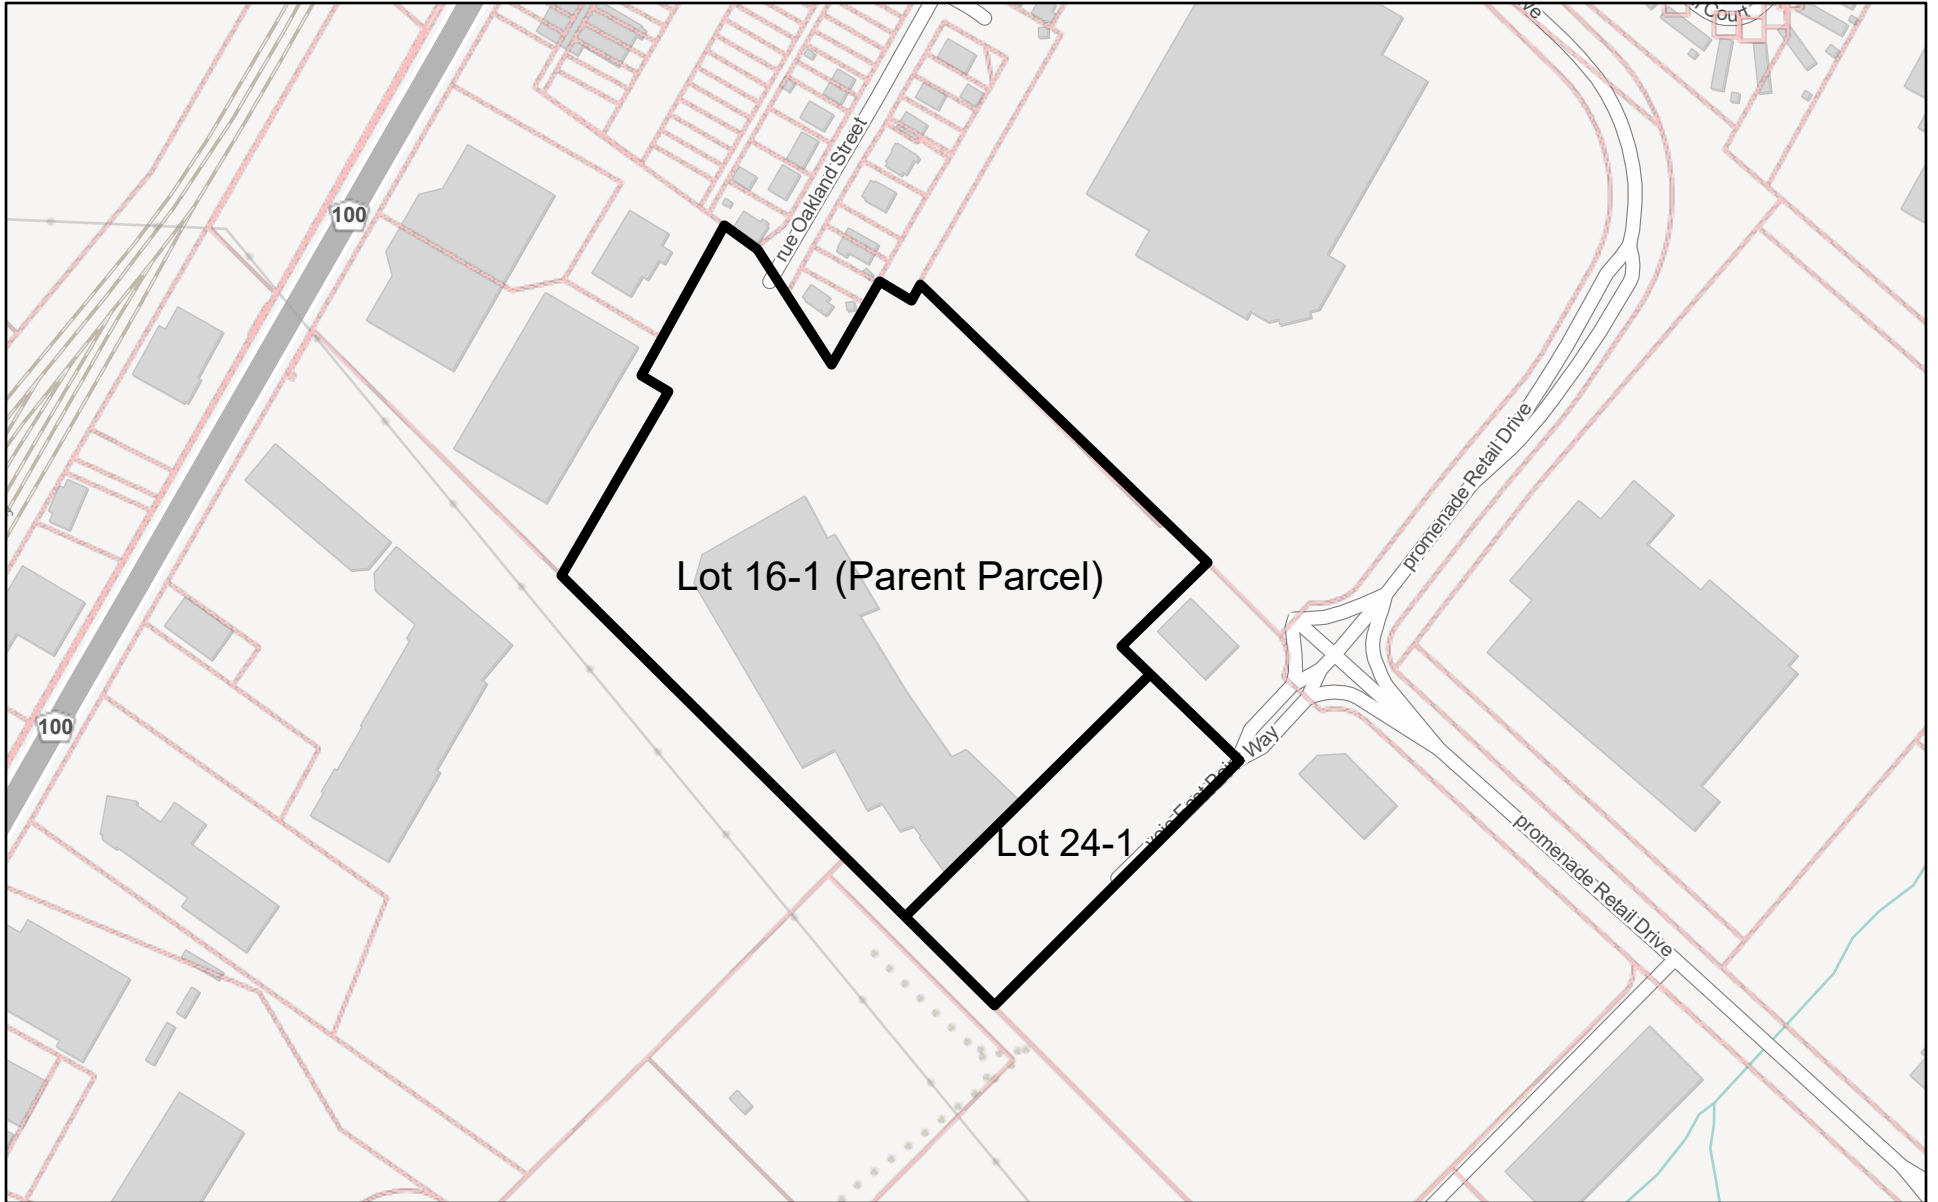 Court
100
rue Oakland Street
promenade Retail Drive
Lot 16-1 (Parent Parcel)
100
Way
Lot 24-1
promenade Retail Drive